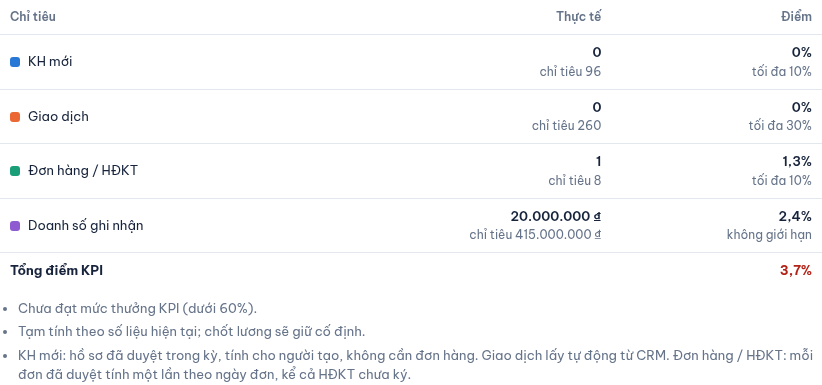 Chỉ tiêu Thực tế Điểm
KH mới 0 0%
chỉ tiêu 96 tối đa 10%
Giao dịch 0 0%
chỉ tiêu 260 tối đa 30%
Đơn hàng / HĐKT 1 1,3%
chỉ tiêu 8 tối đa 10%
Doanh số ghi nhận 20.000.000 ₫ 2,4%
chỉ tiêu 415.000.000 ₫ không giới hạn
Tổng điểm KPI 3,7%
• Chưa đạt mức thưởng KPI (dưới 60%).
• Tạm tính theo số liệu hiện tại; chốt lương sẽ giữ cố định.
• KH mới: hồ sơ đã duyệt trong kỳ, tính cho người tạo, không cần đơn hàng. Giao dịch lấy tự động từ CRM. Đơn hàng / HĐKT: mỗi
đơn đã duyệt tính một lần theo ngày đơn, kể cả HĐKT chưa ký.